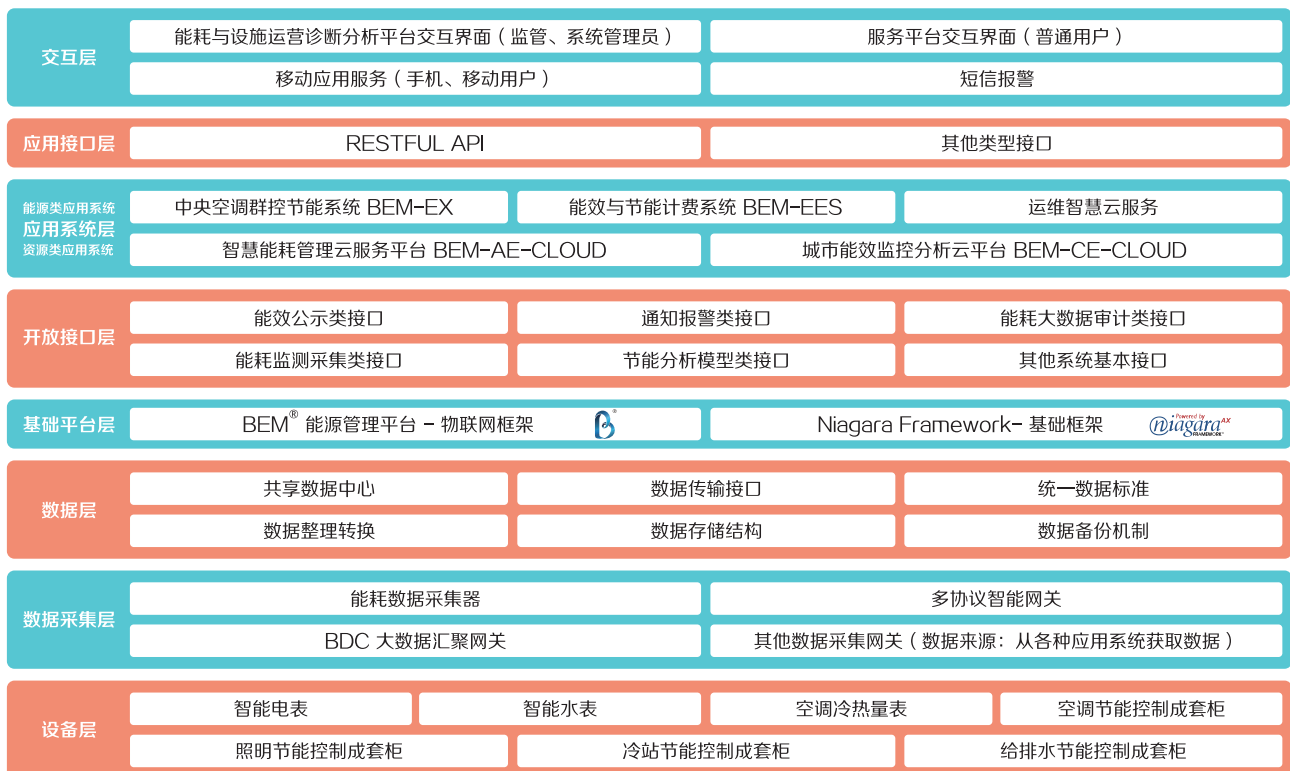 交互层
能耗与设施运营诊断分析平台交互界面（监管、系统管理员）
服务平台交互界面（普通用户）
移动应用服务（手机、移动用户）
短信报警
应用接口层
RESTFUL API
其他类型接口
能源类应用系统
应用系统层
资源类应用系统
中央空调群控节能系统 BEM-EX
能效与节能计费系统 BEM-EES
运维智慧云服务
智慧能耗管理云服务平台 BEM-AE-CLOUD
城市能效监控分析云平台 BEM-CE-CLOUD
开放接口层
能效公示类接口
通知报警类接口
能耗大数据审计类接口
能耗监测采集类接口
节能分析模型类接口
其他系统基本接口
基础平台层
BEM® 能源管理平台 - 物联网框架
Niagara Framework- 基础框架
Powered by
niagara AX
FRAMEWORK
数据层
共享数据中心
数据传输接口
统一数据标准
数据整理转换
数据存储结构
数据备份机制
数据采集层
能耗数据采集器
多协议智能网关
BDC 大数据汇聚网关
其他数据采集网关（数据来源：从各种应用系统获取数据）
设备层
智能电表
智能水表
空调冷热量表
空调节能控制成套柜
照明节能控制成套柜
冷站节能控制成套柜
给排水节能控制成套柜